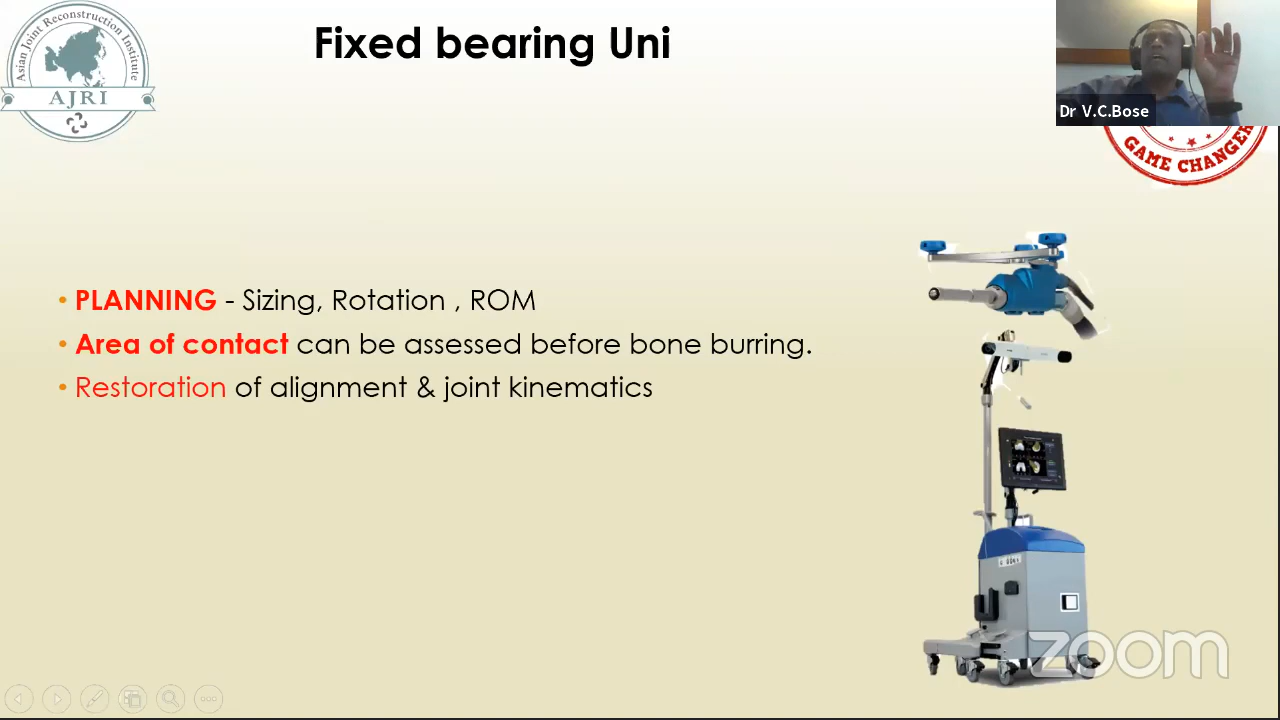 Fixed bearing Uni
Asian Joint Reconstruction Institute
AJRI
Dr V.C.Bose
GAME CHANGER
• PLANNING - Sizing, Rotation , ROM
• Area of contact can be assessed before bone burring.
• Restoration of alignment & joint kinematics
zoom